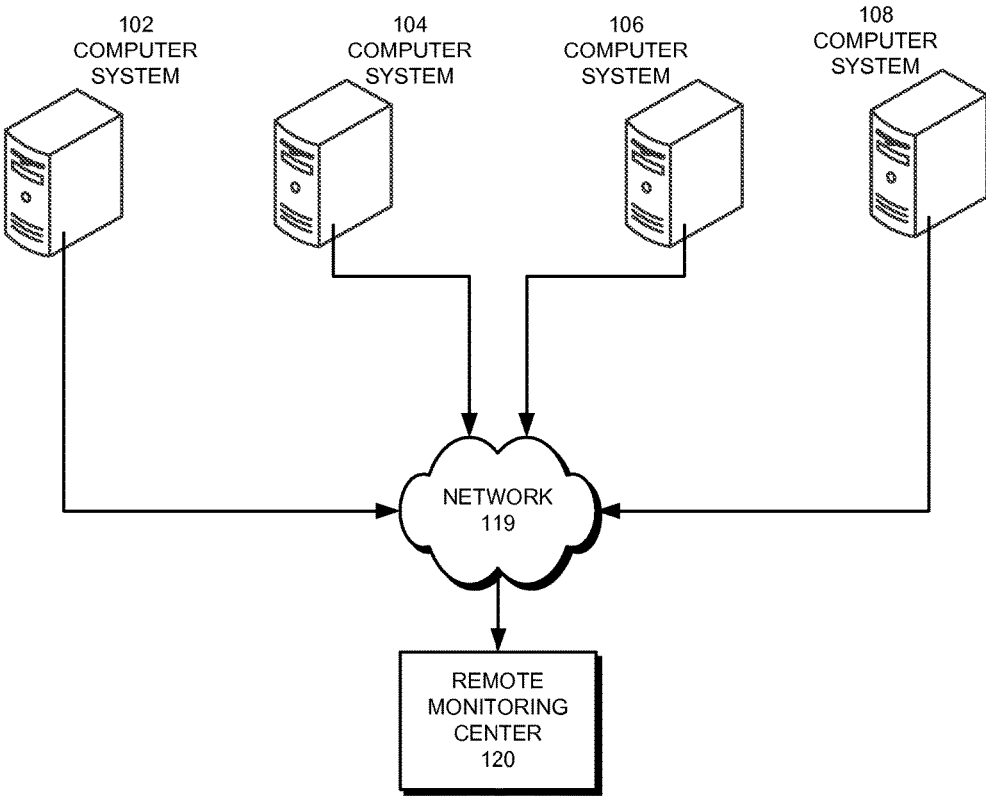 102
COMPUTER
SYSTEM
104
COMPUTER
SYSTEM
106
COMPUTER
SYSTEM
108
COMPUTER
SYSTEM
NETWORK
119
REMOTE
MONITORING
CENTER
120